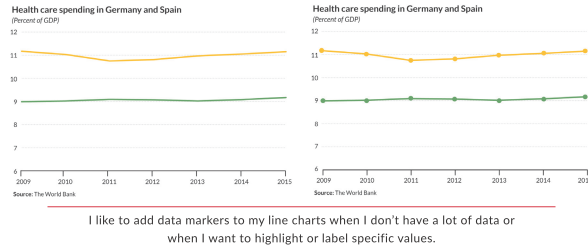 Health care spending in Germany and Spain
(Percent of GDP)
12
11
10
9
8
7
6
2009 2010 2011 2012 2013 2014 2015
Source: The World Bank
Health care spending in Germany and Spain
(Percent of GDP)
12
11
10
9
8
7
6
2009 2010 2011 2012 2013 2014 2015
Source: The World Bank
I like to add data markers to my line charts when I don't have a lot of data or
when I want to highlight or label specific values.